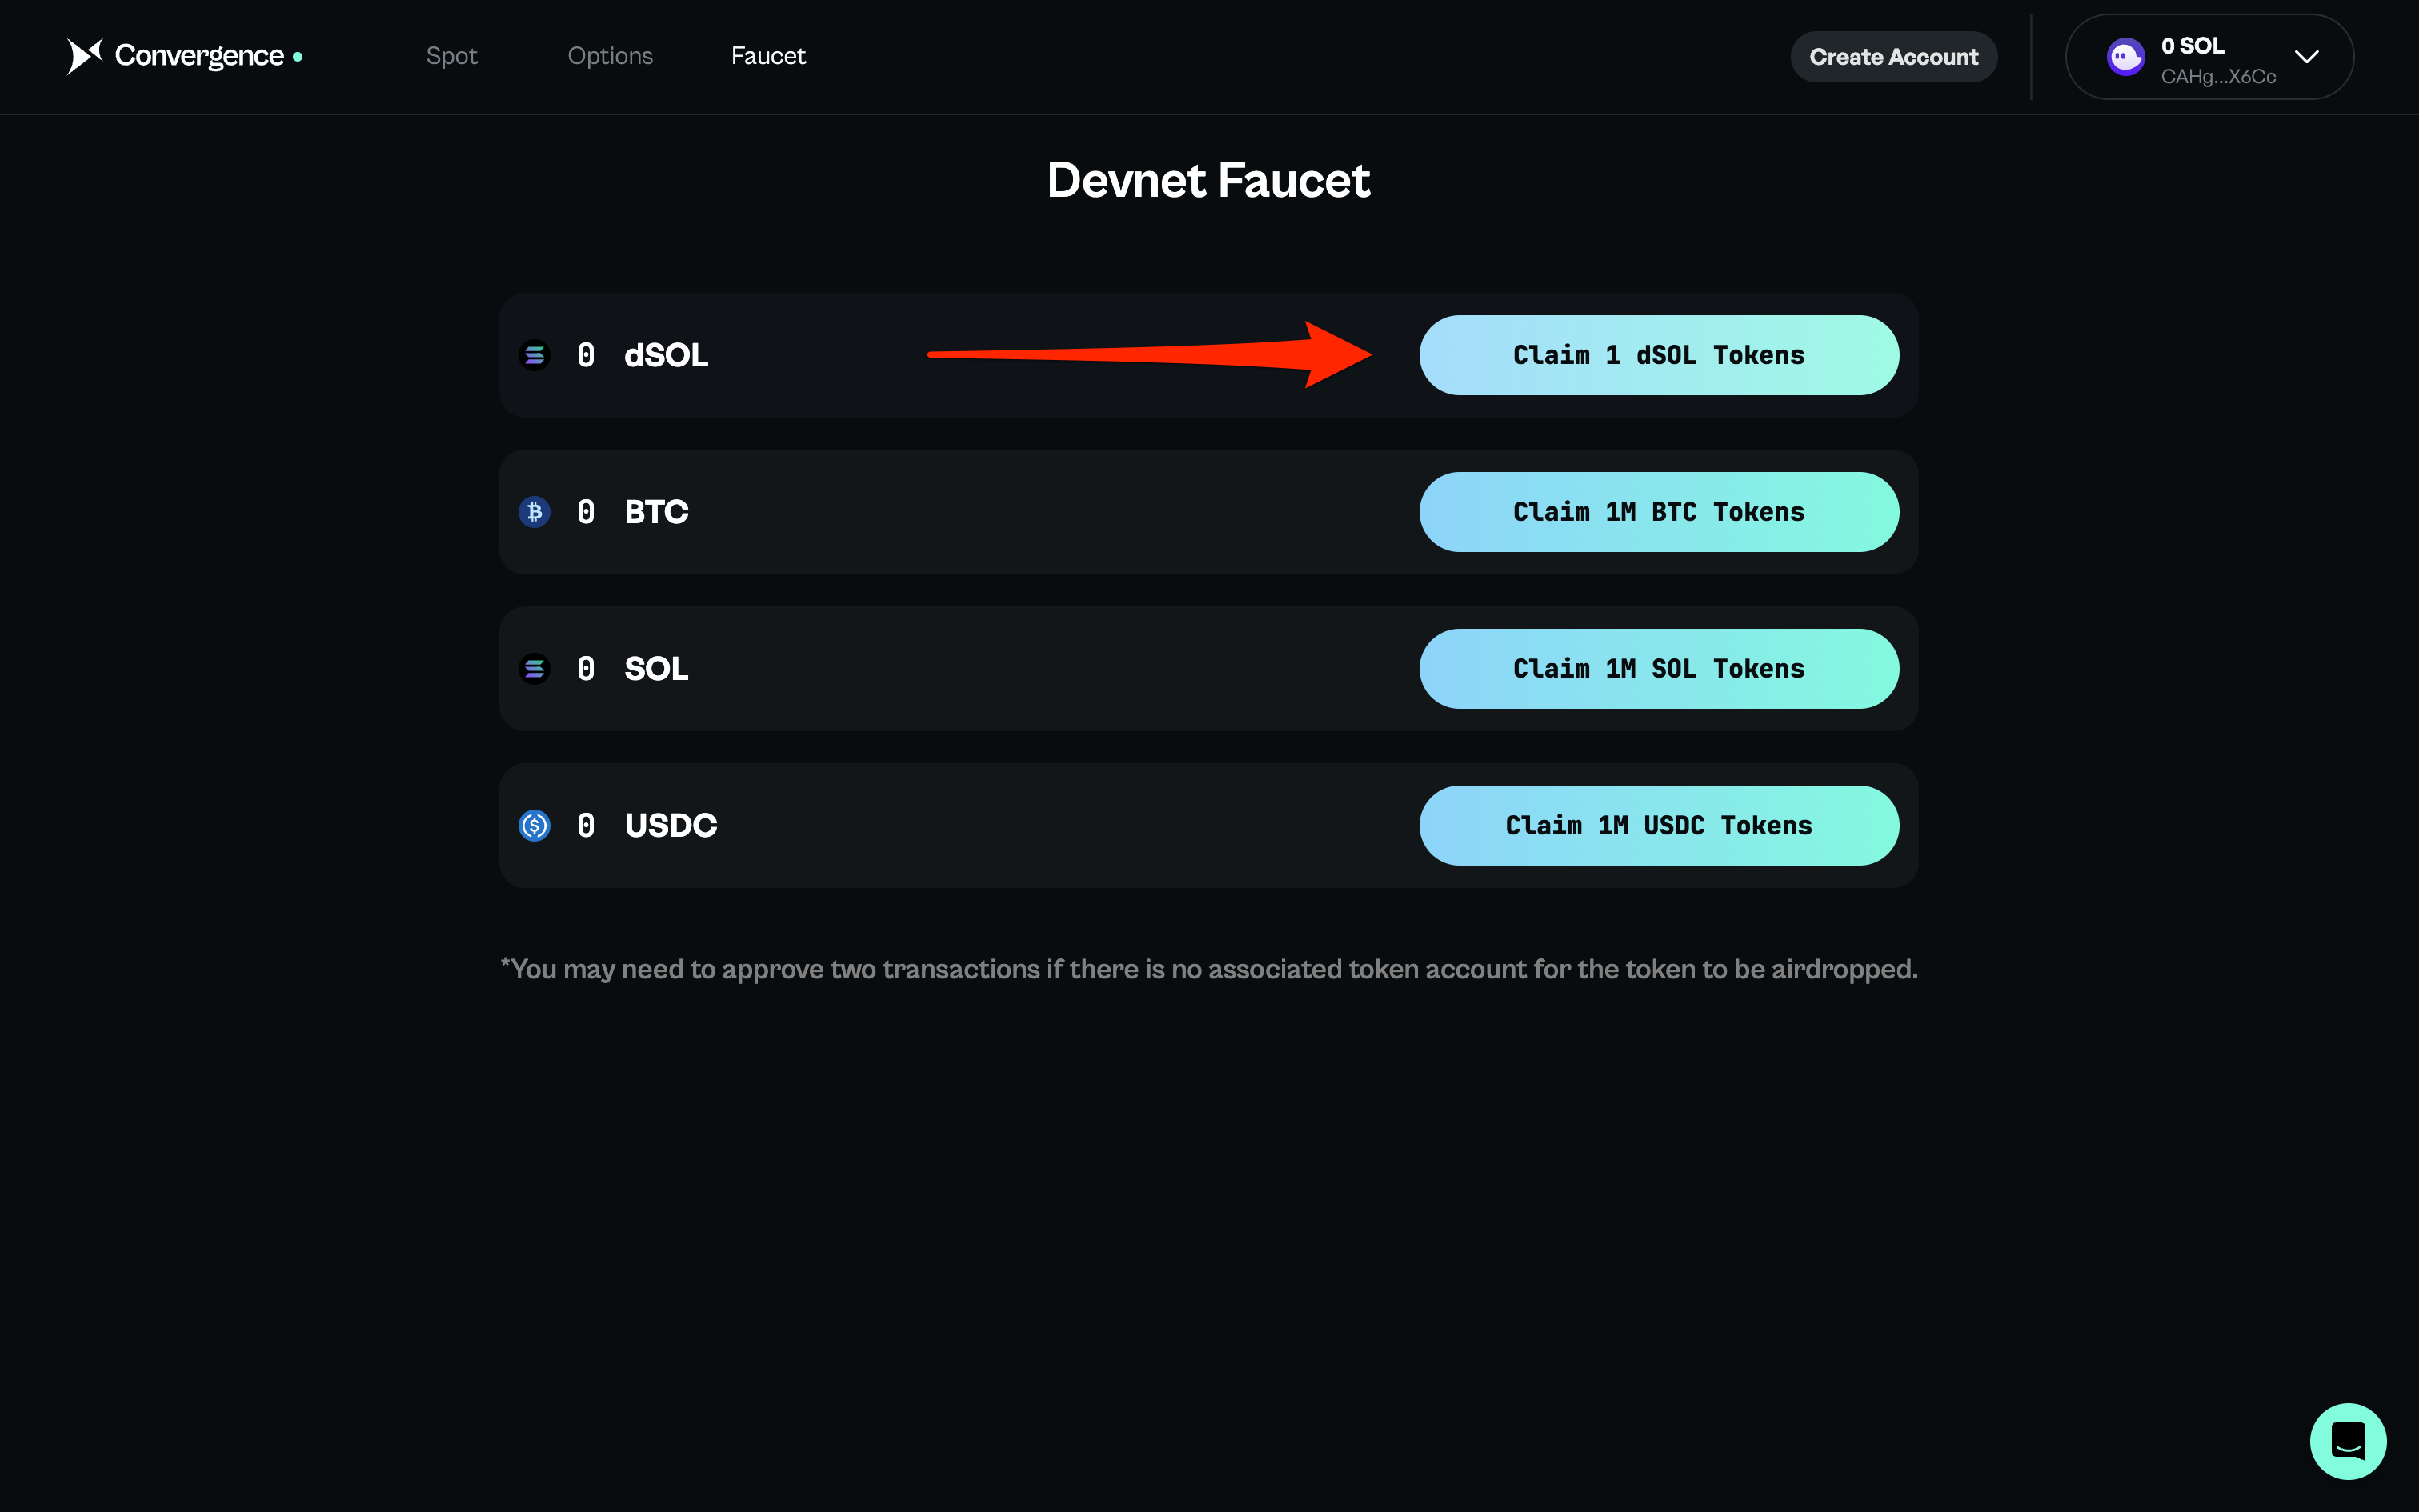 Convergence
Spot
Options
Faucet
Create Account
0 SOL
CAHg...X6Cc
Devnet Faucet
0 dSOL
Claim 1 dSOL Tokens
0 BTC
Claim 1M BTC Tokens
0 SOL
Claim 1M SOL Tokens
0 USDC
Claim 1M USDC Tokens
*You may need to approve two transactions if there is no associated token account for the token to be airdropped.